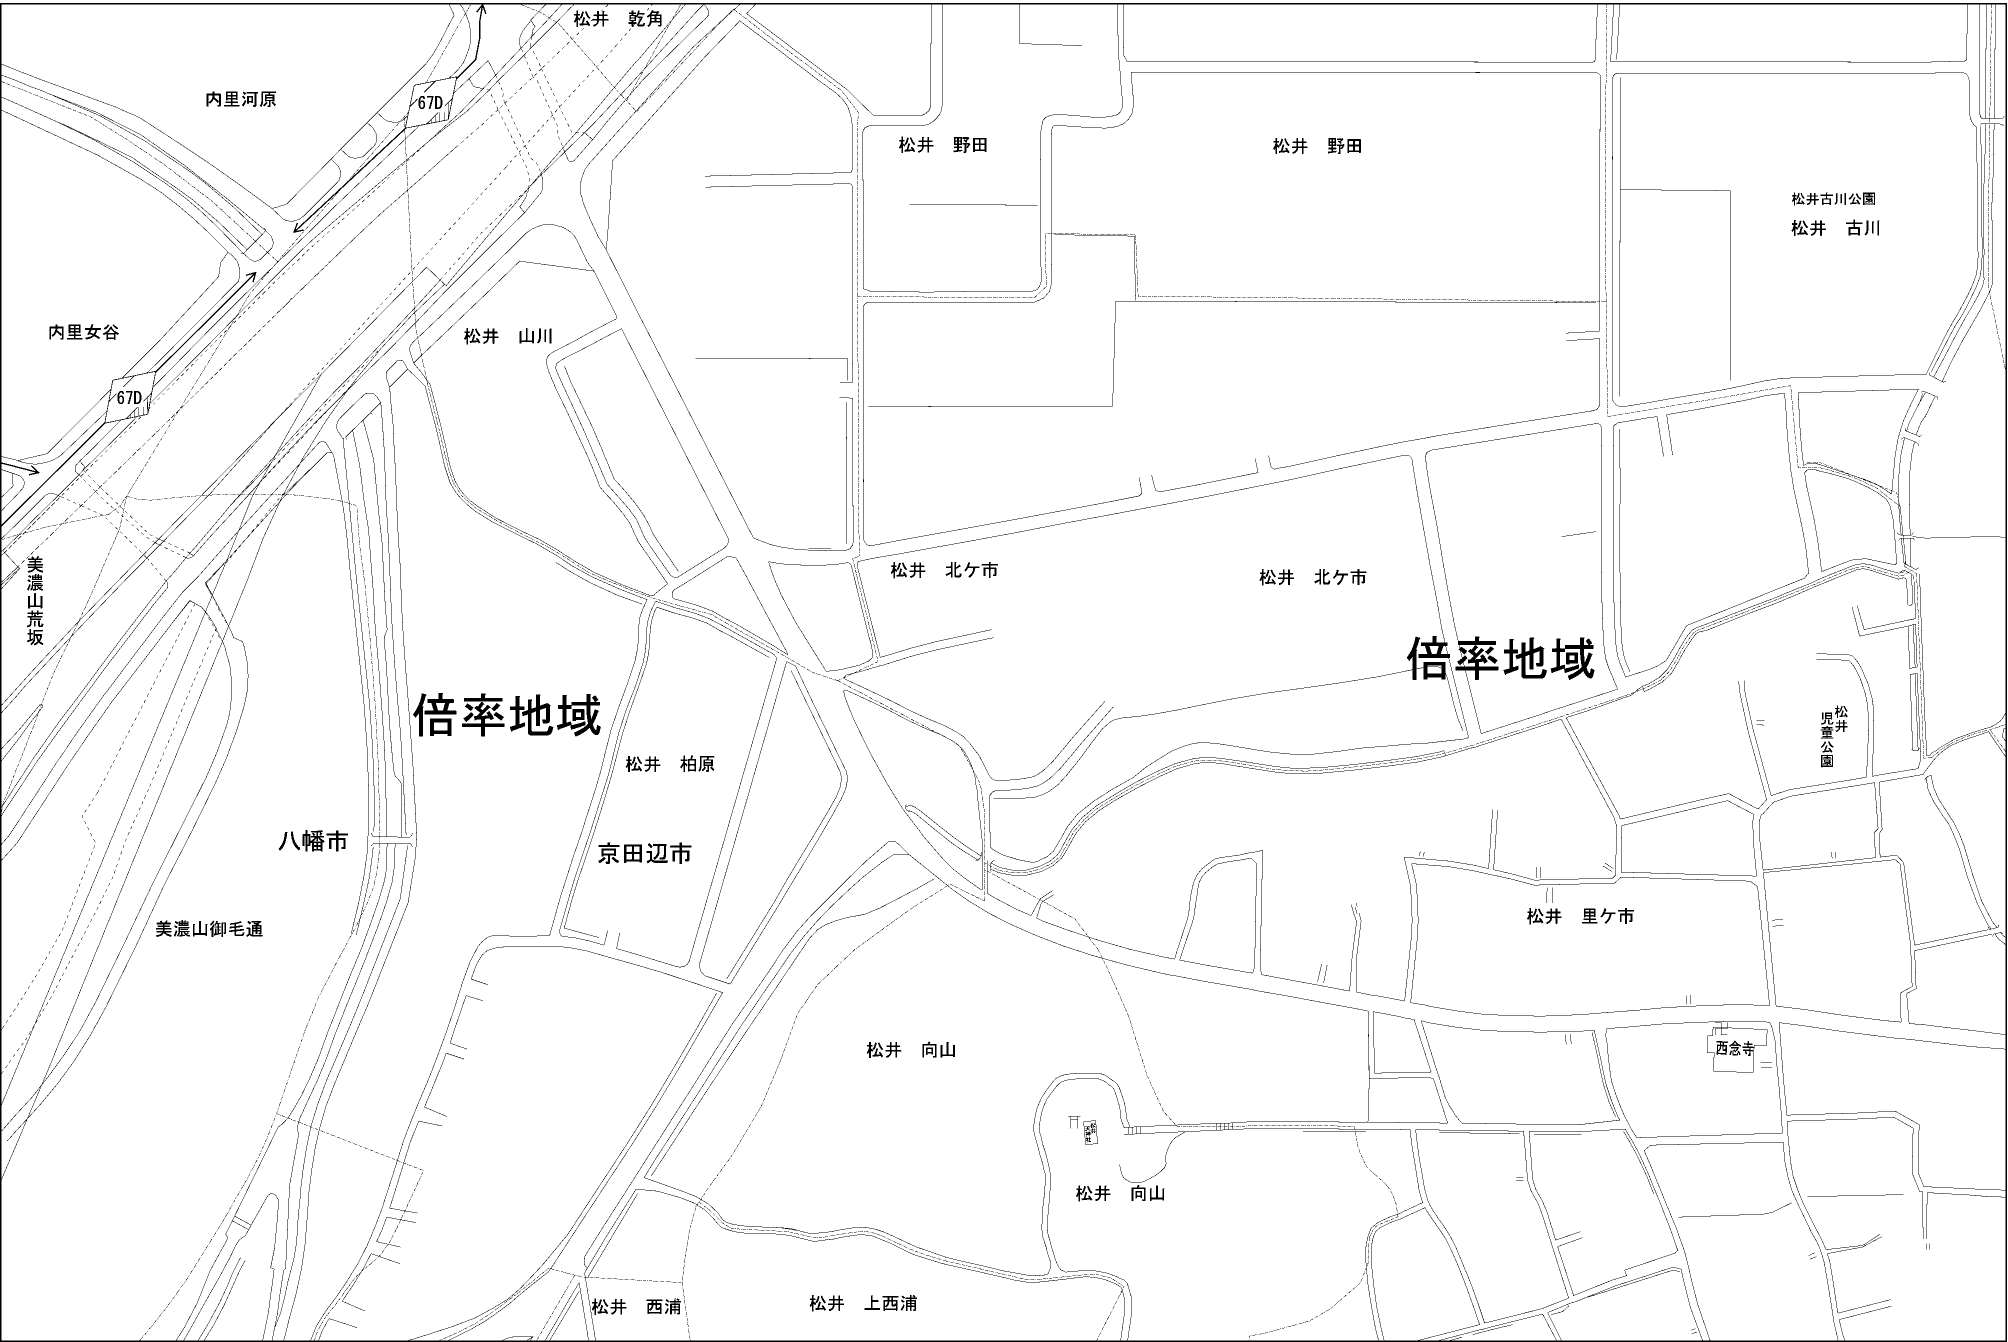 松井　乾角
内里河原
67D
松井　野田
松井　野田
松井古川公園
松井　古川
内里女谷
松井　山川
67D
美濃山荒坂
松井　北ケ市
松井　北ケ市
倍率地域
倍率地域
松井
児童公園
松井　柏原
八幡市
京田辺市
美濃山御毛通
松井　里ケ市
松井　向山
西念寺
松井
天神社
松井　向山
松井　西浦
松井　上西浦